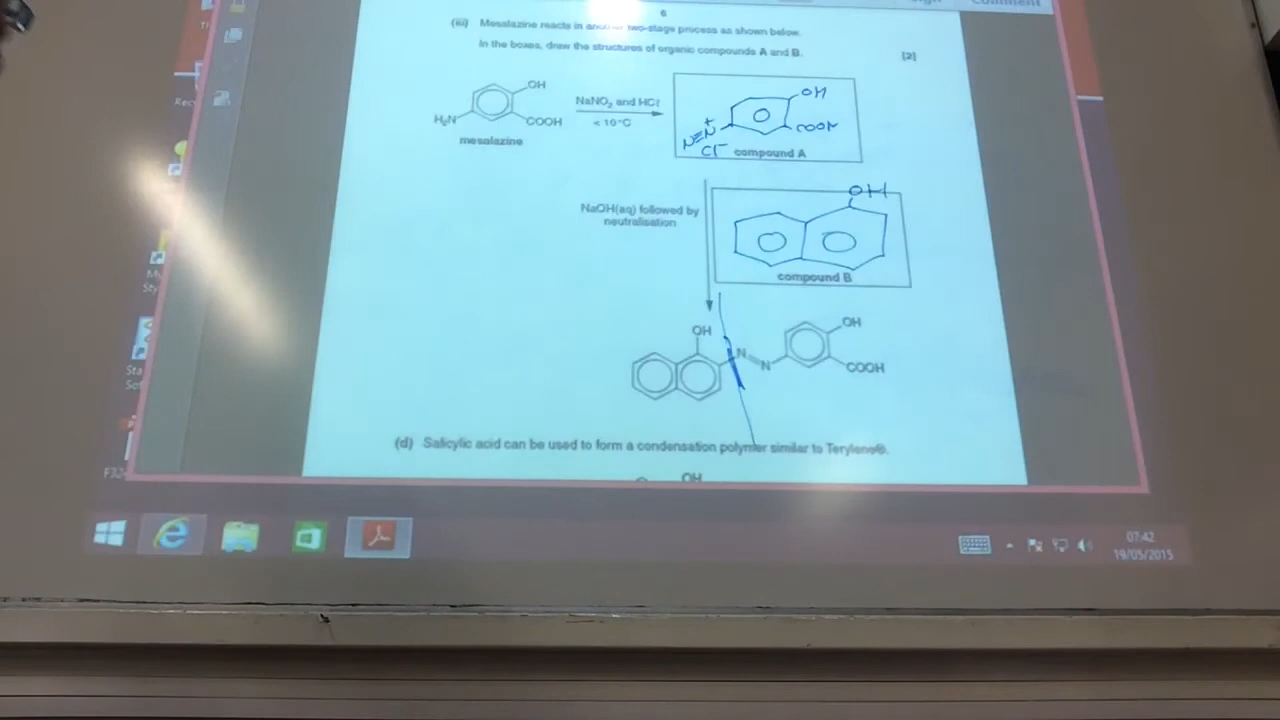 6
(iii) Mesalazine reacts in another two-stage process as shown below.
In the boxes, draw the structures of organic compounds A and B.
[2]
OH
H₂N
COOH
mesalazine
NaNO₂ and HCl
< 10°C
OH
COOH
N≡N
+
Cl⁻
compound A
NaOH(aq) followed by
neutralisation
OH
compound B
OH
N
N
OH
COOH
(d) Salicylic acid can be used to form a condensation polymer similar to Terylene®.
OH
07:42
19/05/2015